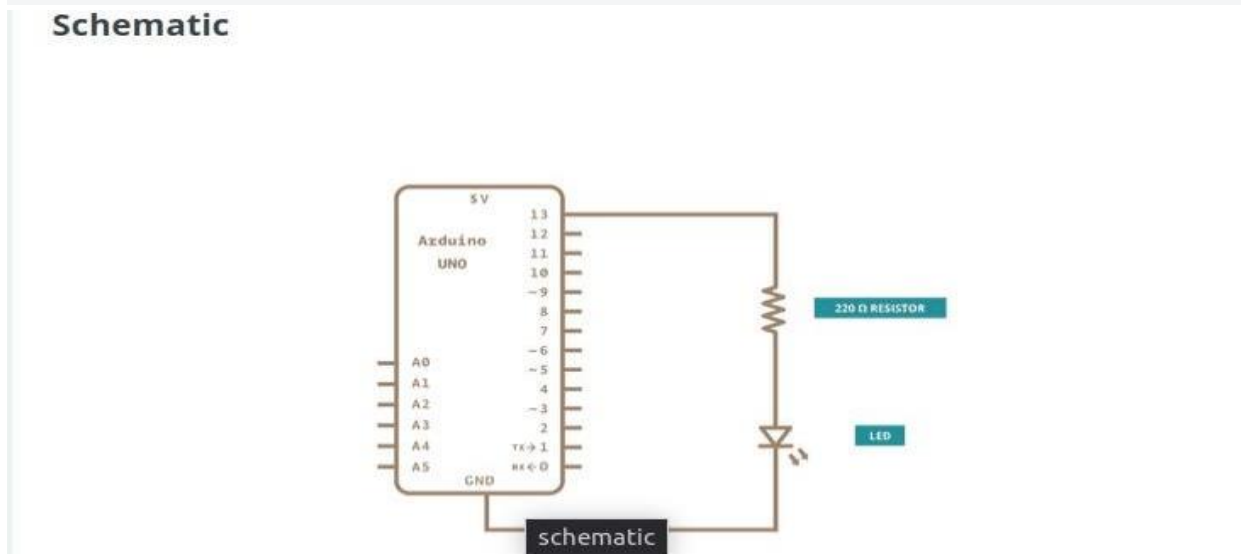 Schematic
5V
13
12
Arduino
11
UNO
10
~9
8
7
~6
A0
~5
A1
4
A2
~3
A3
2
A4
TX→1
A5
RX←0
GND
220 Ω RESISTOR
LED
schematic